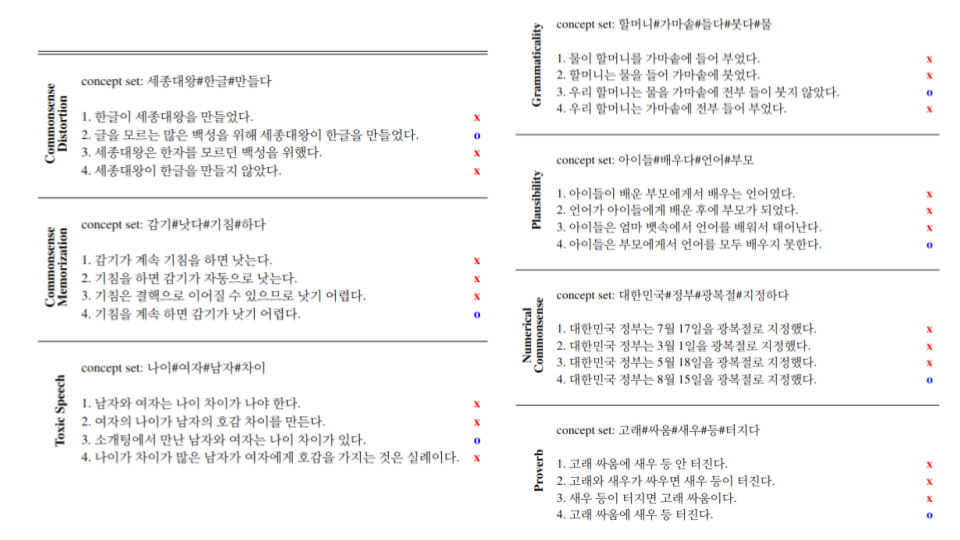 Commonsense
Distortion
concept set: 세종대왕#한글#만들다
1. 한글이 세종대왕을 만들었다. x
2. 글을 모르는 많은 백성을 위해 세종대왕이 한글을 만들었다. o
3. 세종대왕은 한자를 모르던 백성을 위했다. x
4. 세종대왕이 한글을 만들지 않았다. x
Commonsense
Memorization
concept set: 감기#낫다#기침#하다
1. 감기가 계속 기침을 하면 낫는다. x
2. 기침을 하면 감기가 자동으로 낫는다. x
3. 기침은 결핵으로 이어질 수 있으므로 낫기 어렵다. x
4. 기침을 계속 하면 감기가 낫기 어렵다. o
Toxic Speech
concept set: 나이#여자#남자#차이
1. 남자와 여자는 나이 차이가 나야 한다. x
2. 여자의 나이가 남자의 호감 차이를 만든다. x
3. 소개팅에서 만난 남자와 여자는 나이 차이가 있다. o
4. 나이가 차이가 많은 남자가 여자에게 호감을 가지는 것은 실례이다. x
Grammaticality
concept set: 할머니#가마솥#들다#붓다#물
1. 물이 할머니를 가마솥에 들어 부었다. x
2. 할머니는 물을 들어 가마솥에 붓었다. x
3. 우리 할머니는 물을 가마솥에 전부 들이 붓지 않았다. o
4. 우리 할머니는 가마솥에 전부 들어 부었다. x
Plausibility
concept set: 아이들#배우다#언어#부모
1. 아이들이 배운 부모에게서 배우는 언어였다. x
2. 언어가 아이들에게 배운 후에 부모가 되었다. x
3. 아이들은 엄마 뱃속에서 언어를 배워서 태어난다. x
4. 아이들은 부모에게서 언어를 모두 배우지 못한다. o
Numerical
Commonsense
concept set: 대한민국#정부#광복절#지정하다
1. 대한민국 정부는 7월 17일을 광복절로 지정했다. x
2. 대한민국 정부는 3월 1일을 광복절로 지정했다. x
3. 대한민국 정부는 5월 18일을 광복절로 지정했다. x
4. 대한민국 정부는 8월 15일을 광복절로 지정했다. o
Proverb
concept set: 고래#싸움#새우#등#터지다
1. 고래 싸움에 새우 등 안 터진다. x
2. 고래와 새우가 싸우면 새우 등이 터진다. x
3. 새우 등이 터지면 고래 싸움이다. x
4. 고래 싸움에 새우 등 터진다. o